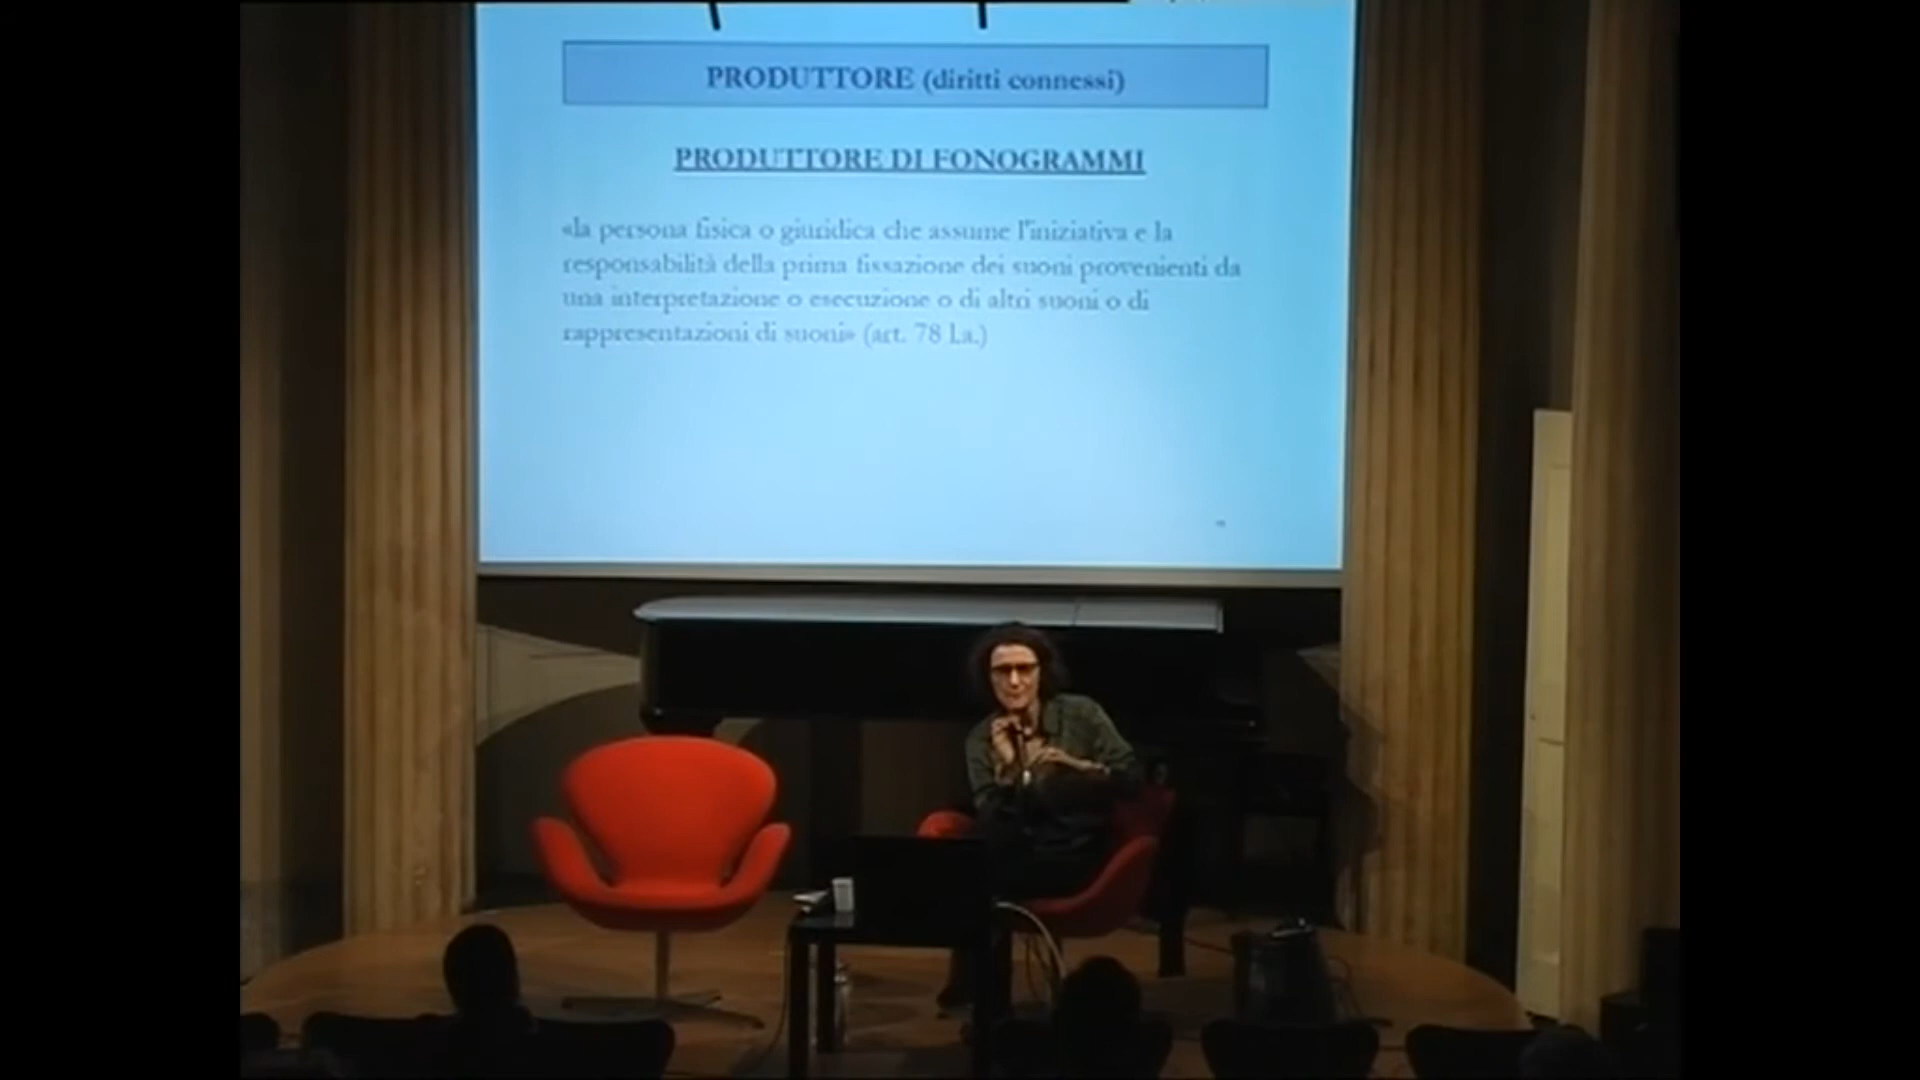 PRODUTTORE (diritti connessi)
PRODUTTORE DI FONOGRAMMI
«la persona fisica o giuridica che assume l'iniziativa e la
responsabilità della prima fissazione dei suoni provenienti da
una interpretazione o esecuzione o di altri suoni o di
rappresentazioni di suoni» (art. 78 l.a.)